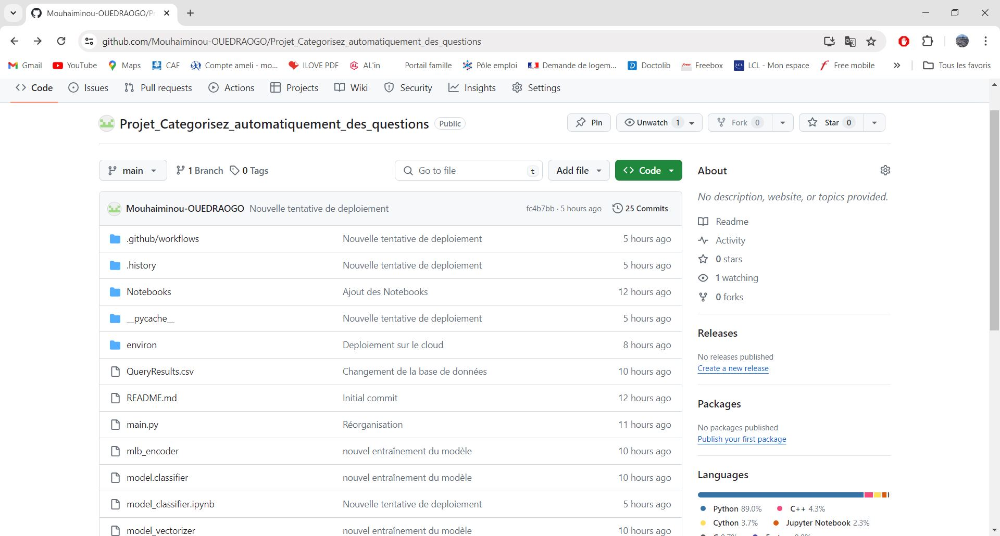 Mouhaiminou-OUEDRAOGO/Pr
github.com/Mouhaiminou-OUEDRAOGO/Projet_Categorisez_automatiquement_des_questions
Gmail YouTube Maps CAF Compte ameli - mo... ILOVE PDF AL'in Portail famille Pôle emploi Demande de logem... Doctolib Freebox LCL - Mon espace Free mobile Tous les favoris
Code Issues Pull requests Actions Projects Wiki Security Insights Settings
Projet_Categorisez_automatiquement_des_questions Public Pin Unwatch 1 Fork 0 Star 0
main 1 Branch 0 Tags Go to file t Add file Code
Mouhaiminou-OUEDRAOGO Nouvelle tentative de deploiement fc4b7bb · 5 hours ago 25 Commits
.github/workflows Nouvelle tentative de deploiement 5 hours ago
.history Nouvelle tentative de deploiement 5 hours ago
Notebooks Ajout des Notebooks 12 hours ago
__pycache__ Nouvelle tentative de deploiement 5 hours ago
environ Deploiement sur le cloud 8 hours ago
QueryResults.csv Changement de la base de données 10 hours ago
README.md Initial commit 12 hours ago
main.py Réorganisation 11 hours ago
mlb_encoder nouvel entraînement du modèle 10 hours ago
model.classifier nouvel entraînement du modèle 10 hours ago
model_classifier.ipynb Nouvelle tentative de deploiement 5 hours ago
model_vectorizer nouvel entraînement du modèle 10 hours ago
About
No description, website, or topics provided.
Readme
Activity
0 stars
1 watching
0 forks
Releases
No releases published
Create a new release
Packages
No packages published
Publish your first package
Languages
Python 89.0% C++ 4.3%
Cython 3.7% Jupyter Notebook 2.3%